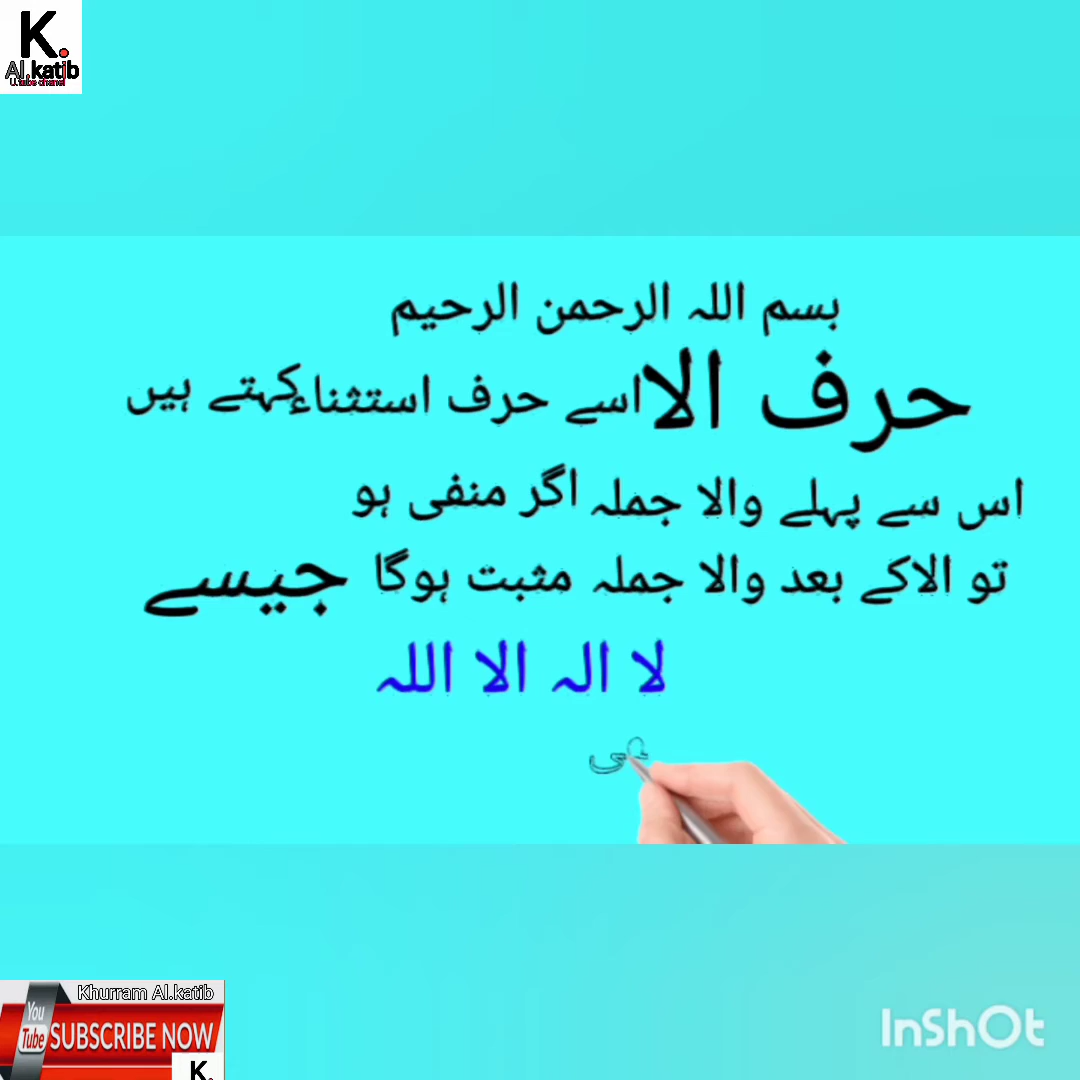 K.
Al.katib
U.tube chanel
بسم اللہ الرحمن الرحیم
حرف الا اسے حرف استثناء کہتے ہیں
اس سے پہلے والا جملہ اگر منفی ہو
تو الا کے بعد والا جملہ مثبت ہوگا جیسے
لا الہ الا اللہ
Khurram Al.katib
You
Tube
SUBSCRIBE NOW
K.
InShOt